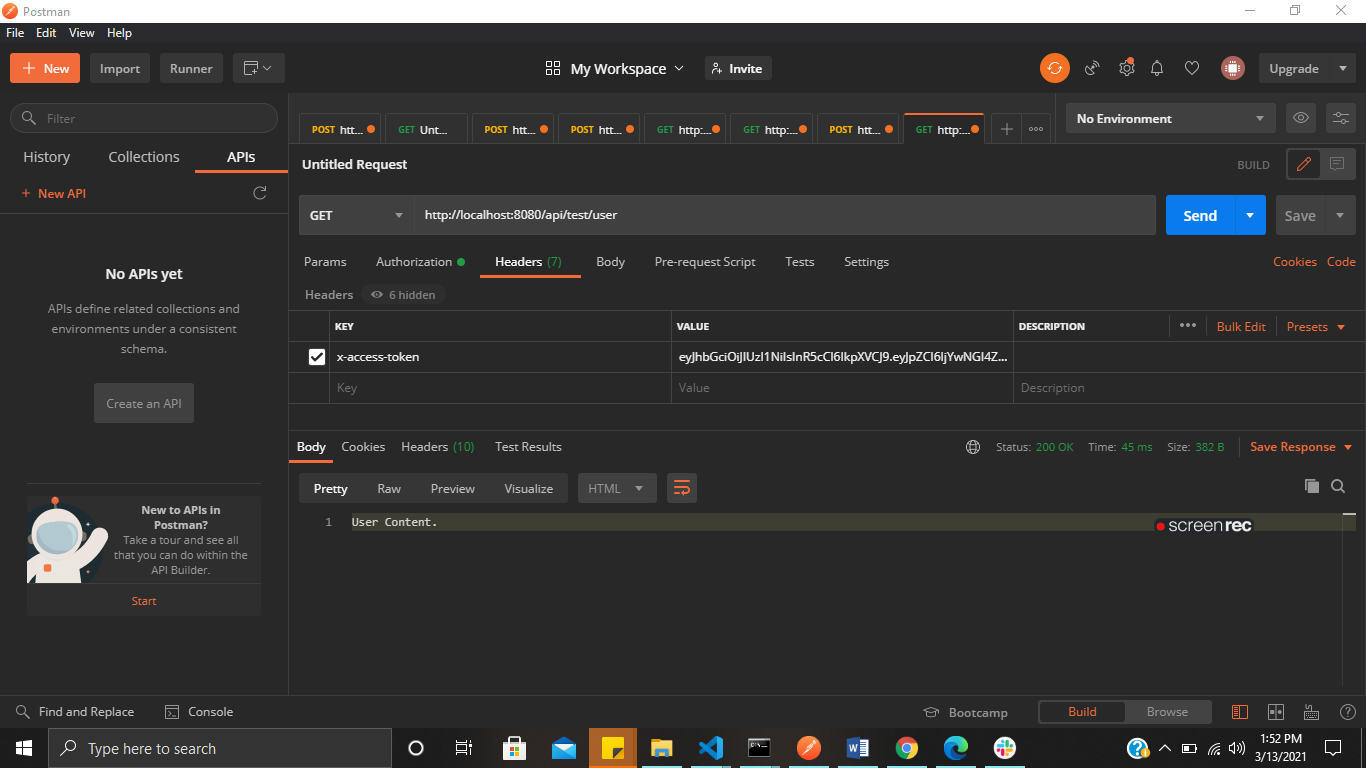 Postman
File Edit View Help
New Import Runner My Workspace Invite Upgrade
Filter
History Collections APIs
New API
No APIs yet
APIs define related collections and
environments under a consistent
schema.
Create an API
New to APIs in
Postman?
Take a tour and see all
that you can do within the
API Builder.
Start
POST htt... GET Unt... POST htt... POST htt... GET http:... GET http:... POST htt... GET http:... No Environment
Untitled Request BUILD
GET http://localhost:8080/api/test/user Send Save
Params Authorization Headers (7) Body Pre-request Script Tests Settings Cookies Code
Headers 6 hidden
KEY VALUE DESCRIPTION Bulk Edit Presets
x-access-token eyJhbGciOiJIUzI1NiIsInR5cCI6IkpXVCJ9.eyJpZCI6IjYwNGI4Z...
Key Value Description
Body Cookies Headers (10) Test Results Status: 200 OK Time: 45 ms Size: 382 B Save Response
Pretty Raw Preview Visualize HTML
1 User Content.
screenrec
Find and Replace Console Bootcamp Build Browse
Type here to search
1:52 PM
3/13/2021